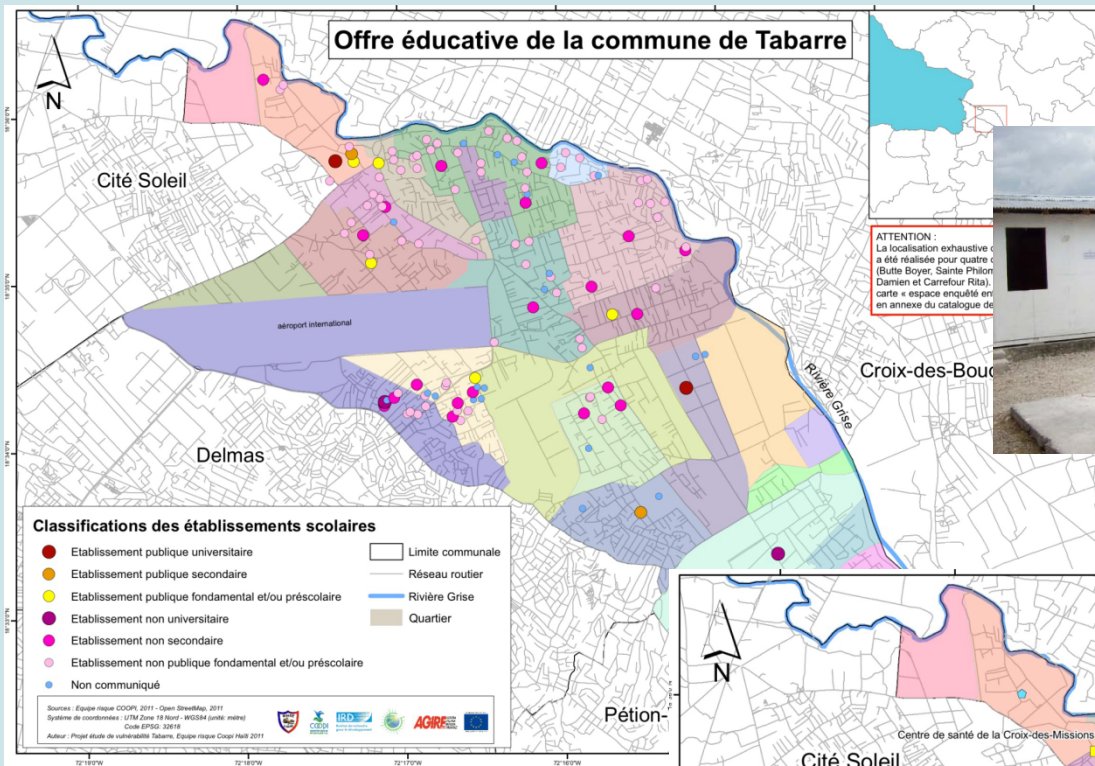 Offre éducative de la commune de Tabarre
N
Cité Soleil
ATTENTION :
La localisation exhaustive
a été réalisée pour quatre
(Butte Boyer, Sainte
Damien et Carrefour Rita).
carte « espace enquêté
en annexe du catalogue de
aéroport international
Rivière Grise
Delmas
Classifications des établissements scolaires
Etablissement publique universitaire
Etablissement publique secondaire
Etablissement publique fondamental et/ou préscolaire
Etablissement non universitaire
Etablissement non secondaire
Etablissement non publique fondamental et/ou préscolaire
Non communiqué
Limite communale
Réseau routier
Rivière Grise
Quartier
Sources : Equipe risque COOPI, 2011 - Open StreetMap, 2011
Système de coordonnées : UTM Zone 18 Nord - WGS84 (unité: mètre)
Code EPSG: 32618
Auteur : Projet étude de vulnérabilité Tabarre, Equipe risque Coopi Haïti 2011
coopi
IRD
AGIRE
Pétion-
72°17'0"W
N
Centre de santé de la Croix-des-Missions
Cité Soleil